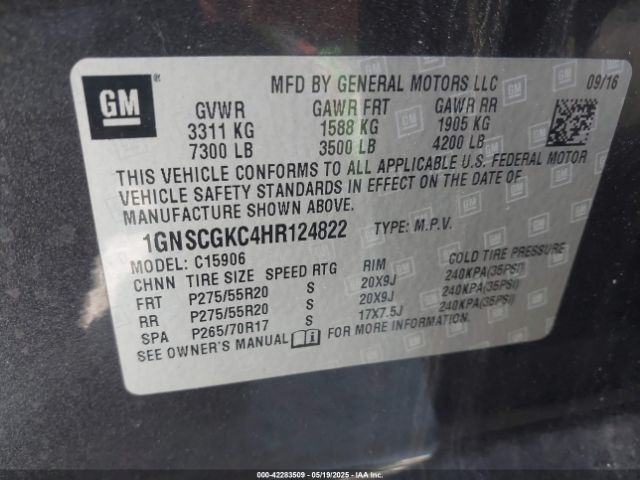 GM ®
MFD BY GENERAL MOTORS LLC 09/16
GVWR GAWR FRT GAWR RR
3311 KG 1588 KG 1905 KG
7300 LB 3500 LB 4200 LB
THIS VEHICLE CONFORMS TO ALL APPLICABLE U.S. FEDERAL MOTOR
VEHICLE SAFETY STANDARDS IN EFFECT ON THE DATE OF
MANUFACTURE SHOWN ABOVE.
1GNSCGKC4HR124822 TYPE: M.P.V.
MODEL: C15906
CHNN TIRE SIZE SPEED RTG RIM COLD TIRE PRESSURE
FRT P275/55R20 S 20X9J 240KPA(35PSI)
RR P275/55R20 S 20X9J 240KPA(35PSI)
SPA P265/70R17 S 17X7.5J 240KPA(35PSI)
SEE OWNER'S MANUAL FOR MORE INFORMATION.
000-42283509 - 05/19/2025 - IAAI.COM